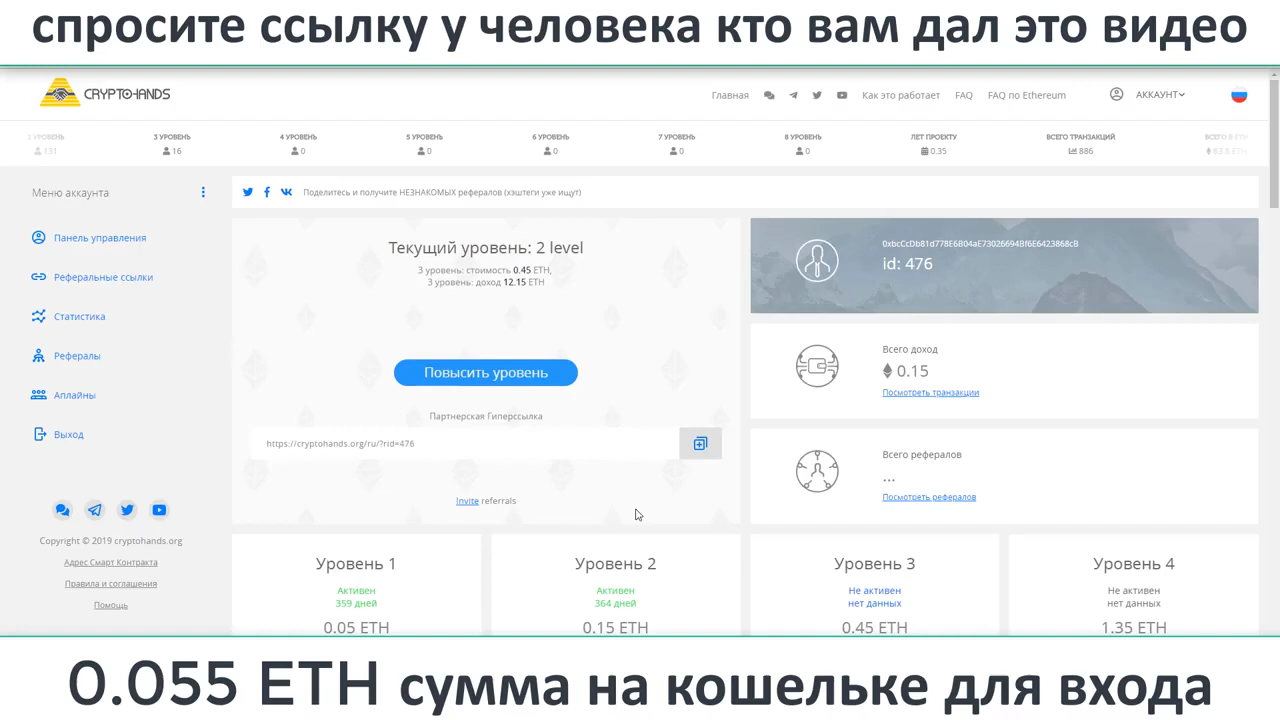 спросите ссылку у человека кто вам дал это видео
CRYPTOHANDS
Главная
Как это работает
FAQ
FAQ по Ethereum
АККАУНТ
3 УРОВЕНЬ
4 УРОВЕНЬ
5 УРОВЕНЬ
6 УРОВЕНЬ
7 УРОВЕНЬ
8 УРОВЕНЬ
ЛЕТ ПРОЕКТУ
ВСЕГО ТРАНЗАКЦИЙ
131
16
0
0
0
0
0
0.35
886
63.8 ETH
Меню аккаунта
Поделитесь и получите НЕЗНАКОМЫХ рефералов (хэштеги уже ищут)
Панель управления
Реферальные ссылки
Статистика
Рефералы
Аплайны
Выход
Copyright © 2019 cryptohands.org
Адрес Смарт Контракта
Правила и соглашения
Помощь
Текущий уровень: 2 level
3 уровень: стоимость 0.45 ETH,
3 уровень: доход 12.15 ETH
Повысить уровень
Партнерская Гиперссылка
https://cryptohands.org/ru/?rid=476
Invite referrals
0xbcCcDb81d778E6B04aE73026694Bf6E6423868cB
id: 476
Всего доход
0.15
Посмотреть транзакции
Всего рефералов
...
Посмотреть рефералов
Уровень 1
Активен
359 дней
0.05 ETH
Уровень 2
Активен
364 дней
0.15 ETH
Уровень 3
Не активен
нет данных
0.45 ETH
Уровень 4
Не активен
нет данных
1.35 ETH
0.055 ETH сумма на кошельке для входа